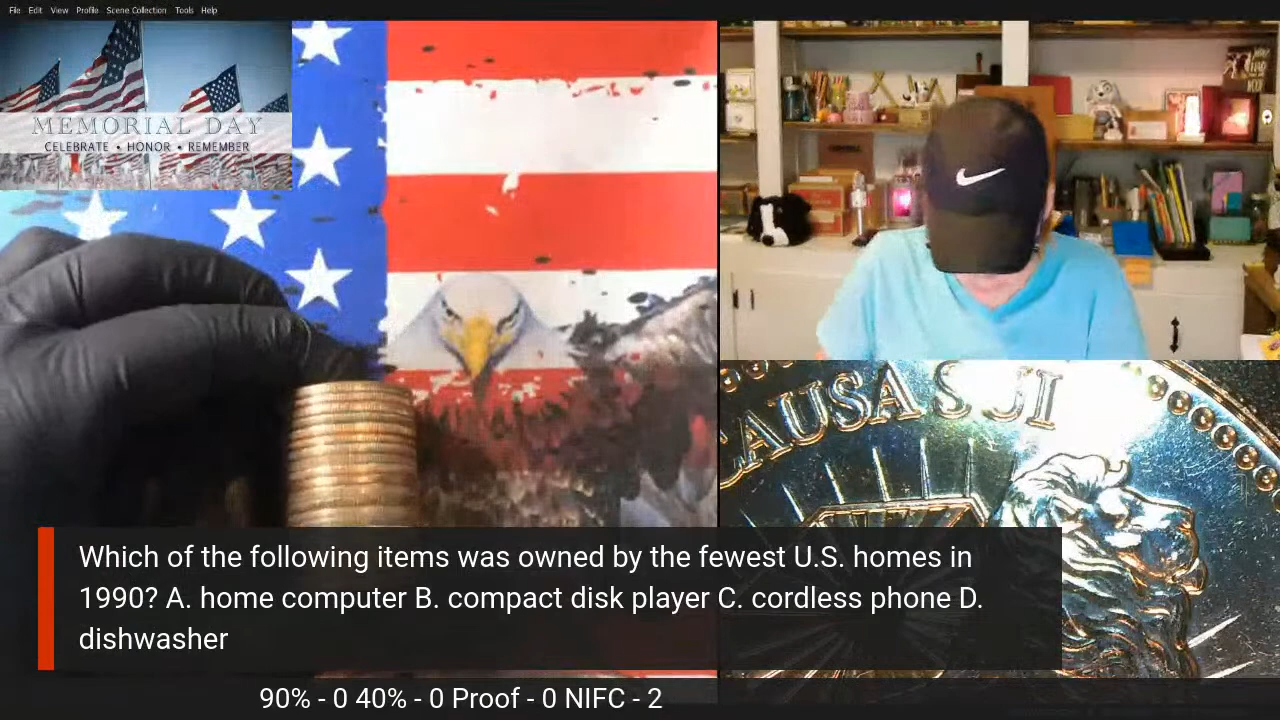 File Edit View Profile Scene Collection Tools Help
MEMORIAL DAY
CELEBRATE • HONOR • REMEMBER
CAUSA SUI
Which of the following items was owned by the fewest U.S. homes in
1990? A. home computer B. compact disk player C. cordless phone D.
dishwasher
90% - 0 40% - 0 Proof - 0 NIFC - 2